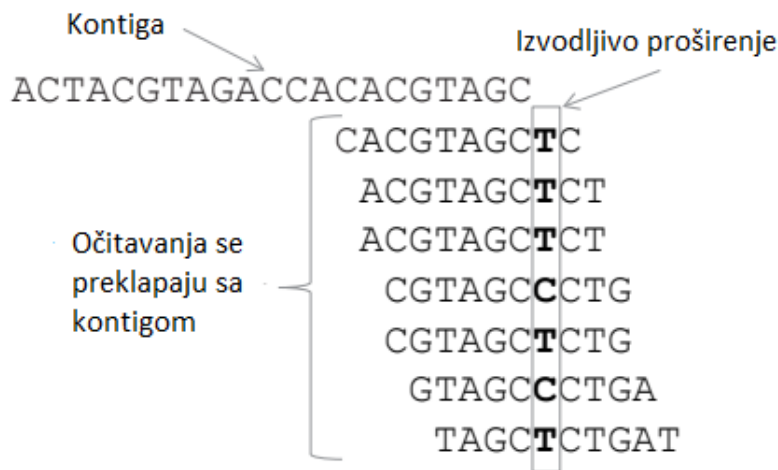 Kontiga
Izvodljivo proširenje
ACTACGTAGACCACACGTAGC
CACGTAGCTC
ACGTAGCTCT
ACGTAGCTCT
Očitavanja se
preklapaju sa
kontigom
CGTAGCCCTG
CGTAGCTCTG
GTAGCCCTGA
TAGCTCTGAT